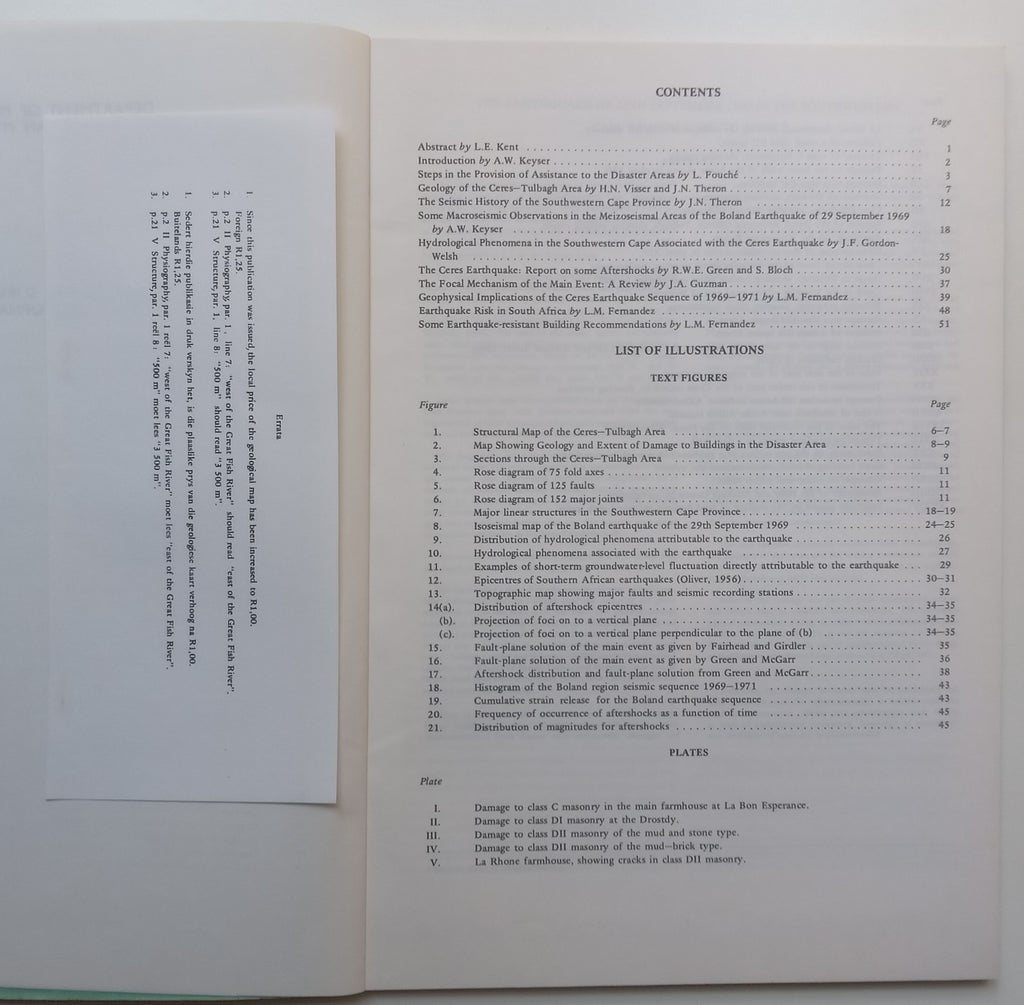 Errata
1 Since this publication was issued, the local price of the geological map has been increased to R1,00.
Foreign R1,25.
2. p.2 II Physiography, par. 1, line 7: "west of the Great Fish River" should read "east of the Great Fish River".
3. p.21 V Structure, par. 1, line 8: "500 m" should read "3 500 m".
1. Sedert hierdie publikasie in druk verskyn het, is die plaaslike prys van die geologiese kaart verhoog na R1,00.
Buitelands R1,25.
2. p.2 II Physiography, par. 1 reël 7: "west of the Great Fish River" moet lees "east of the Great Fish River".
3. p.21 V Structure, par. 1 reël 8: "500 m" moet lees "3 500 m".
CONTENTS
Page
Abstract by L.E. Kent . . . . . . . . . . 1
Introduction by A.W. Keyser . . . . . . . . . . 2
Steps in the Provision of Assistance to the Disaster Areas by L. Fouché . . . . . . . . . . 3
Geology of the Ceres—Tulbagh Area by H.N. Visser and J.N. Theron . . . . . . . . . . 7
The Seismic History of the Southwestern Cape Province by J.N. Theron . . . . . . . . . . 12
Some Macroseismic Observations in the Meizoseismal Areas of the Boland Earthquake of 29 September 1969
by A.W. Keyser . . . . . . . . . . 18
Hydrological Phenomena in the Southwestern Cape Associated with the Ceres Earthquake by J.F. Gordon-
Welsh . . . . . . . . . . 25
The Ceres Earthquake: Report on some Aftershocks by R.W.E. Green and S. Bloch . . . . . . . . . . 30
The Focal Mechanism of the Main Event: A Review by J.A. Guzman . . . . . . . . . . 37
Geophysical Implications of the Ceres Earthquake Sequence of 1969—1971 by L.M. Fernandez . . . . . . . . . . 39
Earthquake Risk in South Africa by L.M. Fernandez . . . . . . . . . . 48
Some Earthquake-resistant Building Recommendations by L.M. Fernandez . . . . . . . . . . 51
LIST OF ILLUSTRATIONS
TEXT FIGURES
Figure Page
1. Structural Map of the Ceres—Tulbagh Area . . . . . . . . . . 6—7
2. Map Showing Geology and Extent of Damage to Buildings in the Disaster Area . . . . . . . . . . 8—9
3. Sections through the Ceres—Tulbagh Area . . . . . . . . . . 9
4. Rose diagram of 75 fold axes . . . . . . . . . . 11
5. Rose diagram of 125 faults . . . . . . . . . . 11
6. Rose diagram of 152 major joints . . . . . . . . . . 11
7. Major linear structures in the Southwestern Cape Province . . . . . . . . . . 18—19
8. Isoseismal map of the Boland earthquake of the 29th September 1969 . . . . . . . . . . 24—25
9. Distribution of hydrological phenomena attributable to the earthquake . . . . . . . . . . 26
10. Hydrological phenomena associated with the earthquake . . . . . . . . . . 27
11. Examples of short-term groundwater-level fluctuation directly attributable to the earthquake . . . 29
12. Epicentres of Southern African earthquakes (Oliver, 1956) . . . . . . . . . . 30—31
13. Topographic map showing major faults and seismic recording stations . . . . . . . . . . 32
14(a). Distribution of aftershock epicentres . . . . . . . . . . 34—35
(b). Projection of foci on to a vertical plane . . . . . . . . . . 34—35
(c). Projection of foci on to a vertical plane perpendicular to the plane of (b) . . . . . . . . . . 34—35
15. Fault-plane solution of the main event as given by Fairhead and Girdler . . . . . . . . . . 35
16. Fault-plane solution of the main event as given by Green and McGarr . . . . . . . . . . 36
17. Aftershock distribution and fault-plane solution from Green and McGarr . . . . . . . . . . 38
18. Histogram of the Boland region seismic sequence 1969—1971 . . . . . . . . . . 43
19. Cumulative strain release for the Boland earthquake sequence . . . . . . . . . . 43
20. Frequency of occurrence of aftershocks as a function of time . . . . . . . . . . 45
21. Distribution of magnitudes for aftershocks . . . . . . . . . . 45
PLATES
Plate
I. Damage to class C masonry in the main farmhouse at La Bon Esperance.
II. Damage to class DI masonry at the Drostdy.
III. Damage to class DII masonry of the mud and stone type.
IV. Damage to class DII masonry of the mud—brick type.
V. La Rhone farmhouse, showing cracks in class DII masonry.